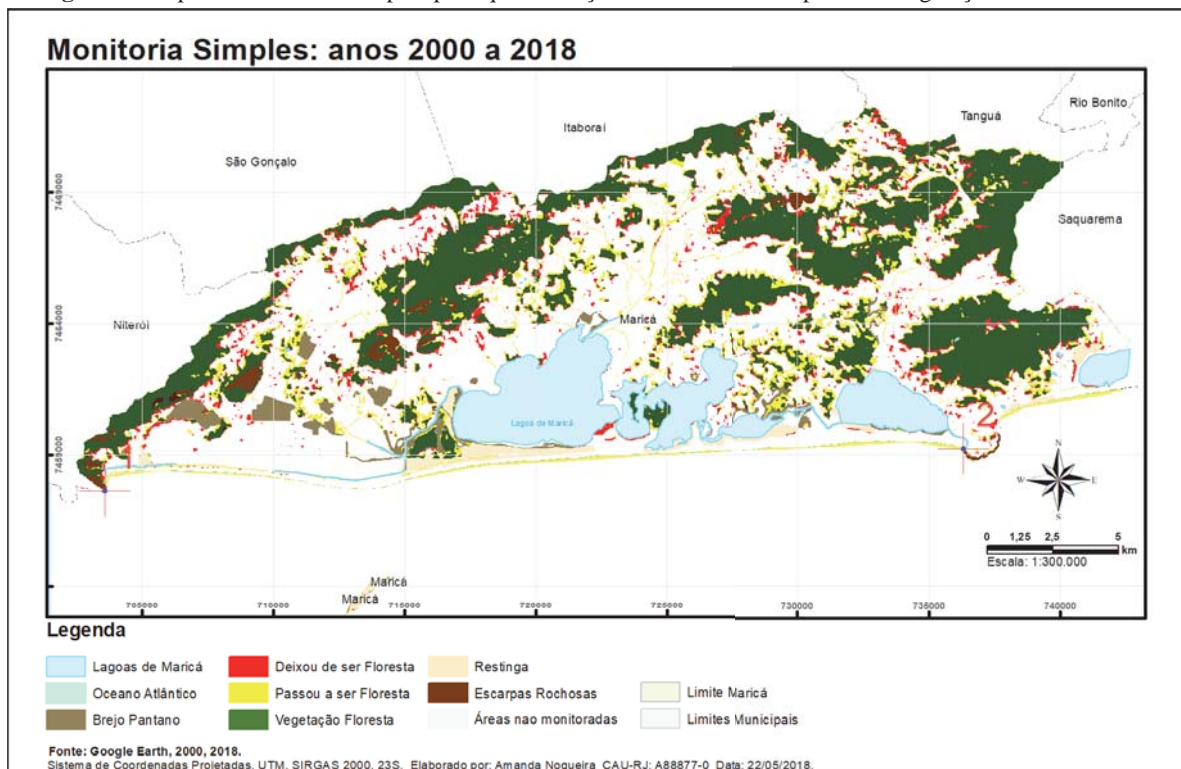 Monitoria Simples: anos 2000 a 2018
Rio Bonito
Tanguá
Itaboraí
São Gonçalo
Saquarema
Niterói
Maricá
Lagoa de Maricá
1
2
N
W E
S
0 1,25 2,5 5
km
Escala: 1:300.000
Maricá
Maricá
705000 710000 715000 720000 725000 730000 735000 740000
Legenda
Lagoas de Maricá
Oceano Atlântico
Brejo Pantano
Deixou de ser Floresta
Passou a ser Floresta
Vegetação Floresta
Restinga
Escarpas Rochosas
Áreas nao monitoradas
Limite Maricá
Limites Municipais
Fonte: Google Earth, 2000, 2018.
Sistema de Coordenadas Projetadas, UTM, SIRGAS 2000, 23S. Elaborado por: Amanda Nogueira CAU-RJ: A88877-0 Data: 22/05/2018.